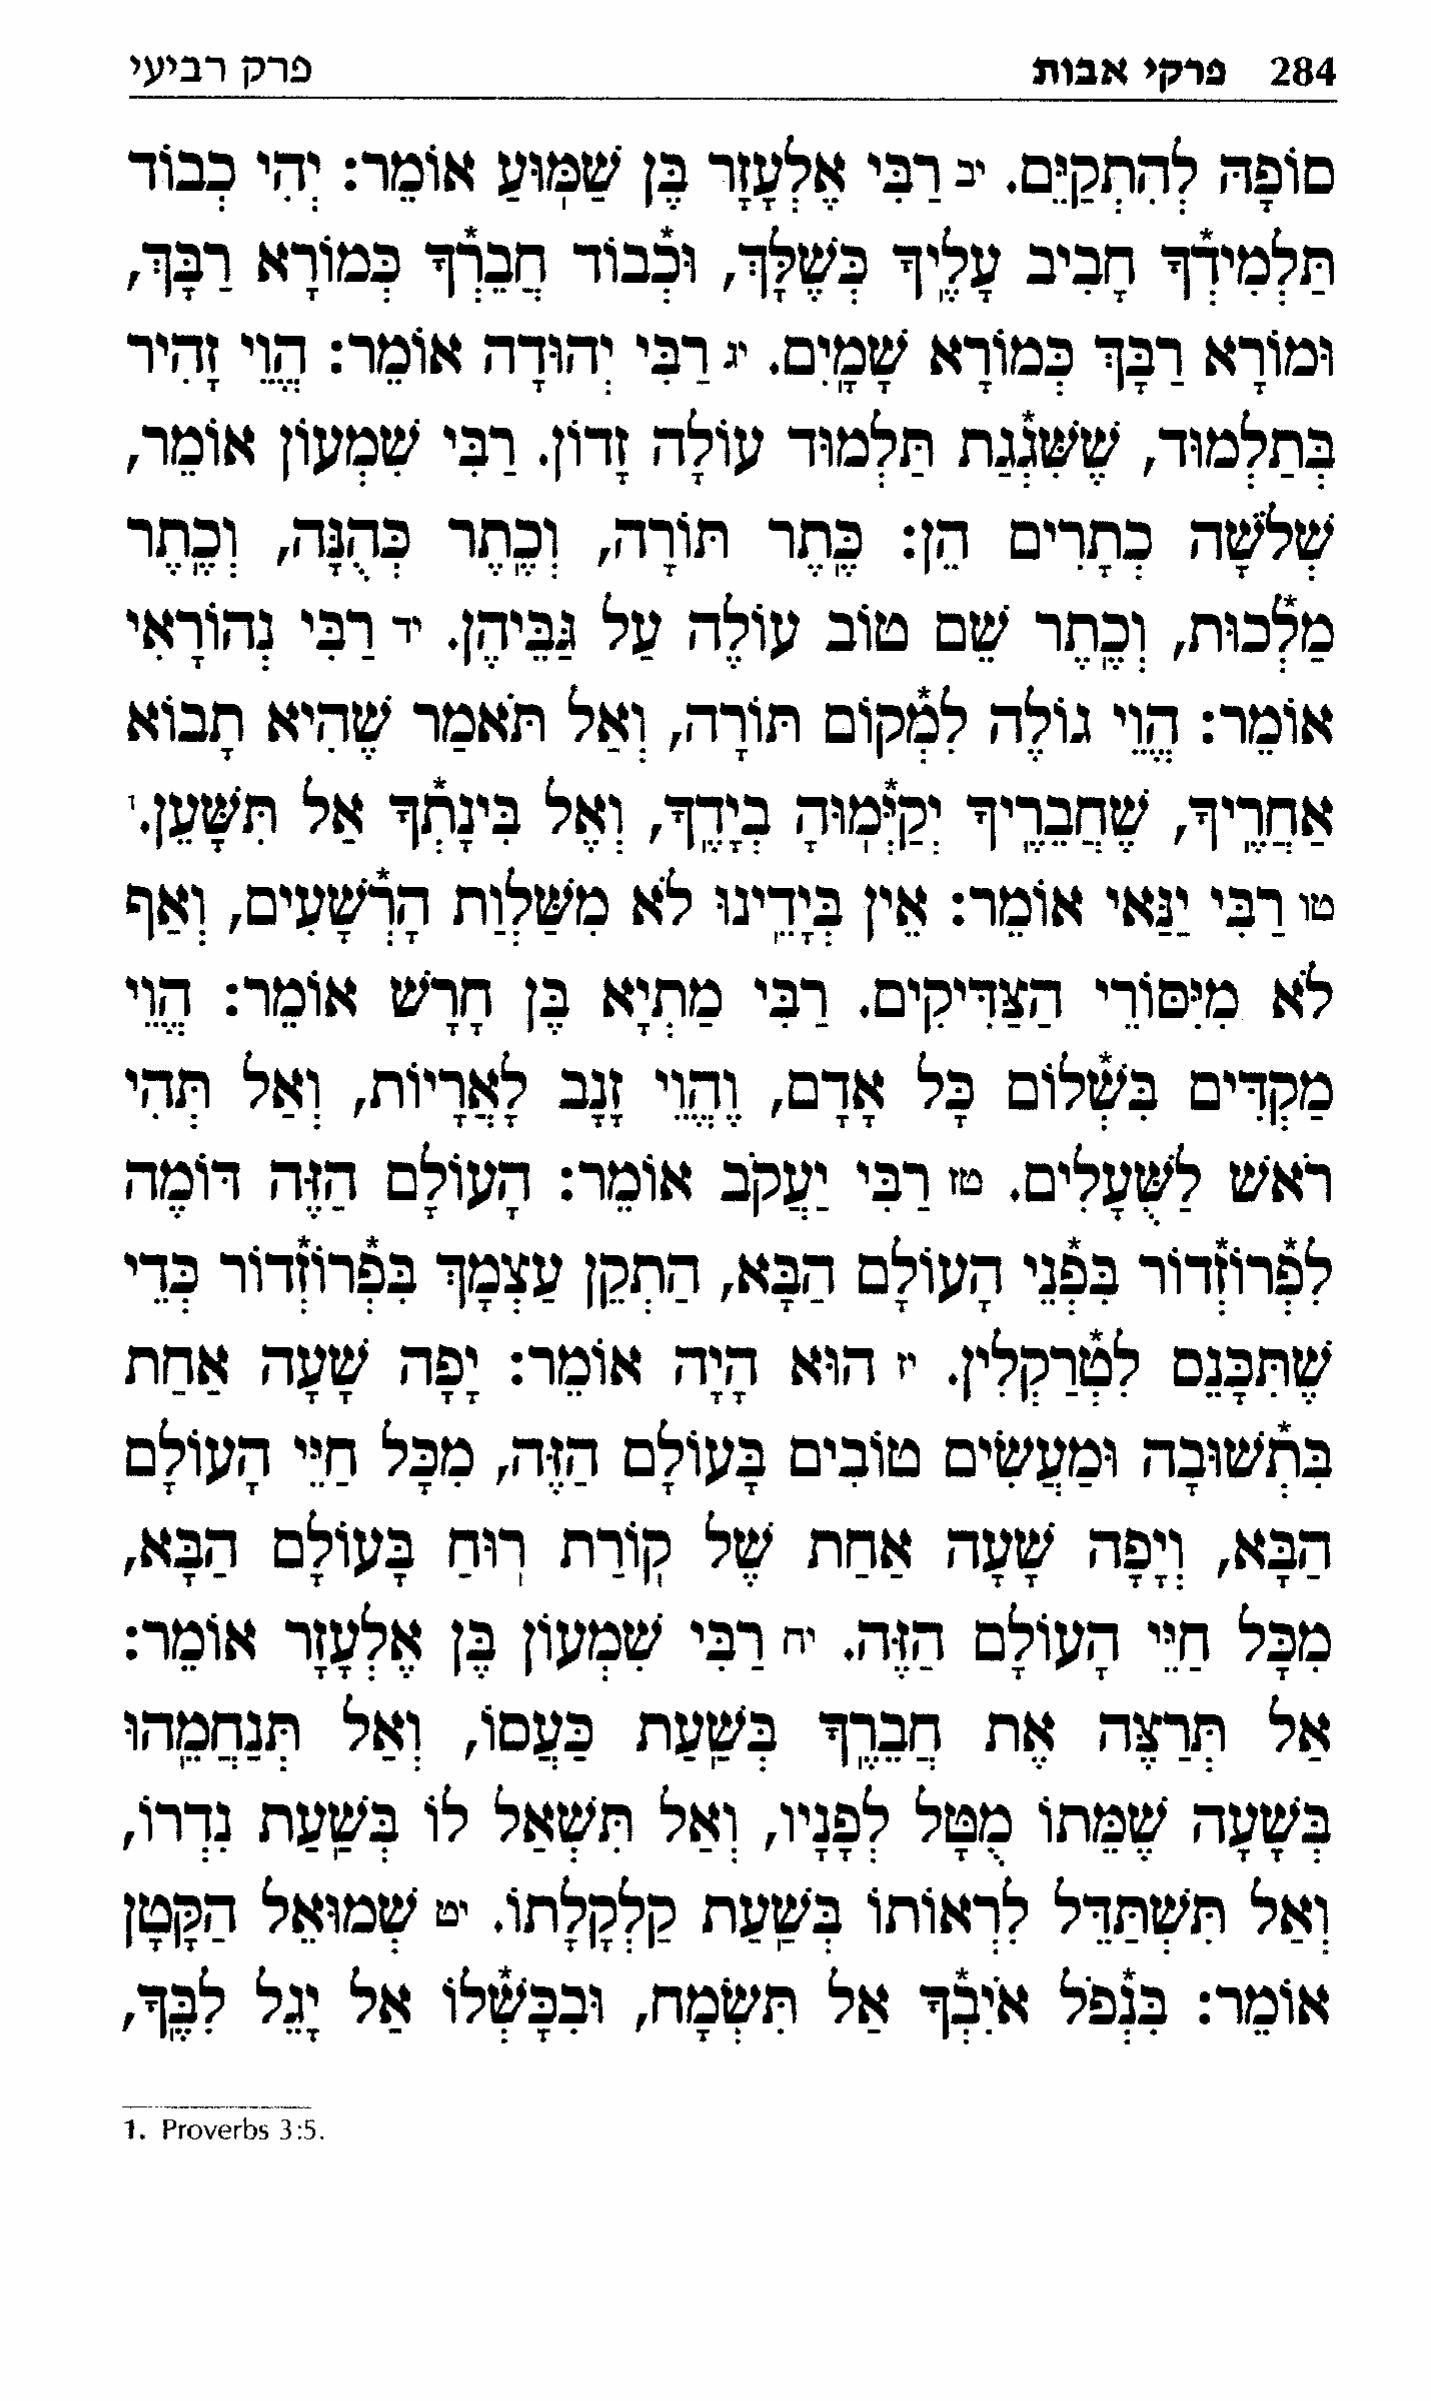 284 פרקי אבות פרק רביעי
סוֹפָהּ לְהִתְקַיֵּם. יב רַבִּי אֶלְעָזָר בֶּן שַׁמּֽוּעַ אוֹמֵר: יְהִי כְבוֹד
תַּלְמִידְ֯ךָ חָבִיב עָלֶֽיךָ כְּשֶׁלָּךְ, וּכְ֯בוֹד חֲבֵרְ֯ךָ כְּמוֹרָא רַבָּךְ,
וּמוֹרָא רַבָּךְ כְּמוֹרָא שָׁמָֽיִם. יג רַבִּי יְהוּדָה אוֹמֵר: הֱוֵי זָהִיר
בְּתַלְמוּד, שֶׁשִּׁגְ֯גַת תַּלְמוּד עוֹלָה זָדוֹן. רַבִּי שִׁמְעוֹן אוֹמֵר,
שְׁלֹשָׁה כְתָרִים הֵן: כֶּֽתֶר תּוֹרָה, וְכֶֽתֶר כְּהֻנָּה, וְכֶֽתֶר
מַלְ֯כוּת, וְכֶֽתֶר שֵׁם טוֹב עוֹלֶה עַל גַּבֵּיהֶן. יד רַבִּי נְהוֹרָאִי
אוֹמֵר: הֱוֵי גוֹלֶה לִמְ֯קוֹם תּוֹרָה, וְאַל תֹּאמַר שֶׁהִיא תָבוֹא
אַחֲרֶֽיךָ, שֶׁחֲבֵרֶֽיךָ יְקַיְּ֯מֽוּהָ בְיָדֶֽךָ, וְאֶל בִּינָתְ֯ךָ אַל תִּשָּׁעֵן.¹
טו רַבִּי יַנַּאי אוֹמֵר: אֵין בְּיָדֵֽינוּ לֹא מִשַּׁלְוַת הָרְ֯שָׁעִים, וְאַף
לֹא מִיִּסּוֹרֵי הַצַּדִּיקִים. רַבִּי מַתְיָא בֶּן חָרָשׁ אוֹמֵר: הֱוֵי
מַקְדִּים בִּשְׁ֯לוֹם כָּל אָדָם, וֶהֱוֵי זָנָב לָאֲרָיוֹת, וְאַל תְּהִי
רֹאשׁ לַשֻּׁעָלִים. טז רַבִּי יַעֲקֹב אוֹמֵר: הָעוֹלָם הַזֶּה דּוֹמֶה
לִפְ֯רוֹזְ֯דוֹר בִּפְ֯נֵי הָעוֹלָם הַבָּא, הַתְקֵן עַצְמָךְ בִּפְ֯רוֹזְ֯דוֹר כְּדֵי
שֶׁתִּכָּנֵס לִטְ֯רַקְלִין. יז הוּא הָיָה אוֹמֵר: יָפָה שָׁעָה אַחַת
בִּתְ֯שׁוּבָה וּמַעֲשִׂים טוֹבִים בָּעוֹלָם הַזֶּה, מִכָּל חַיֵּי הָעוֹלָם
הַבָּא, וְיָפָה שָׁעָה אַחַת שֶׁל קֽוֹרַת רֽוּחַ בָּעוֹלָם הַבָּא,
מִכָּל חַיֵּי הָעוֹלָם הַזֶּה. יח רַבִּי שִׁמְעוֹן בֶּן אֶלְעָזָר אוֹמֵר:
אַל תְּרַצֶּה אֶת חֲבֵרֶֽךָ בִּשְׁעַֽת כַּעֲסוֹ, וְאַל תְּנַחֲמֵֽהוּ
בְּשָׁעָה שֶׁמֵּתוֹ מֻטָּל לְפָנָיו, וְאַל תִּשְׁאַל לוֹ בְּשַֽׁעַת נִדְרוֹ,
וְאַל תִּשְׁתַּדֵּל לִרְאוֹתוֹ בְּשַֽׁעַת קַלְקָלָתוֹ. יט שְׁמוּאֵל הַקָּטָן
אוֹמֵר: בִּנְ֯פֹל אֹיִבְ֯ךָ אַל תִּשְׂמָח, וּבִכָּשְׁ֯לוֹ אַל יָגֵל לִבֶּֽךָ,
1. Proverbs 3:5.